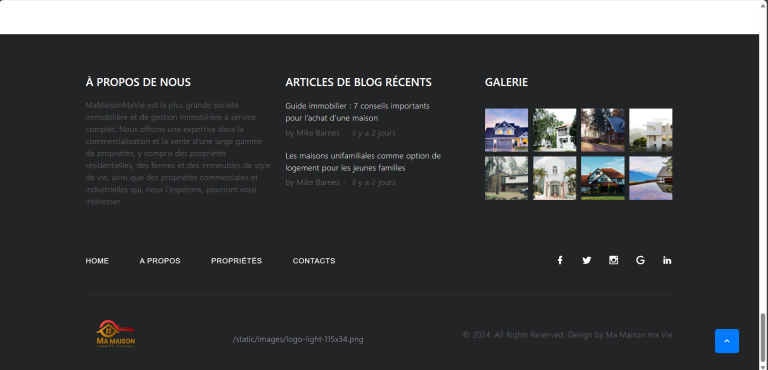 À PROPOS DE NOUS
MaMaisonMaVie est la plus grande société
immobilière et de gestion immobilière à service
complet. Nous offrons une expertise dans la
commercialisation et la vente d'une large gamme
de propriétés, y compris des propriétés
résidentielles, des fermes et des immeubles de style
de vie, ainsi que des propriétés commerciales et
industrielles qui, nous l'espérons, pourront vous
intéresser.
ARTICLES DE BLOG RÉCENTS
Guide immobilier : 7 conseils importants
pour l'achat d'une maison
by Mike Barnes · il y a 2 jours
Les maisons unifamiliales comme option de
logement pour les jeunes familles
by Mike Barnes · il y a 2 jours
GALERIE
HOME A PROPOS PROPRIÉTÉS CONTACTS
MA MAISON
/static/images/logo-light-115x34.png
© 2024. All Rights Reserved. Design by Ma Maison ma Vie